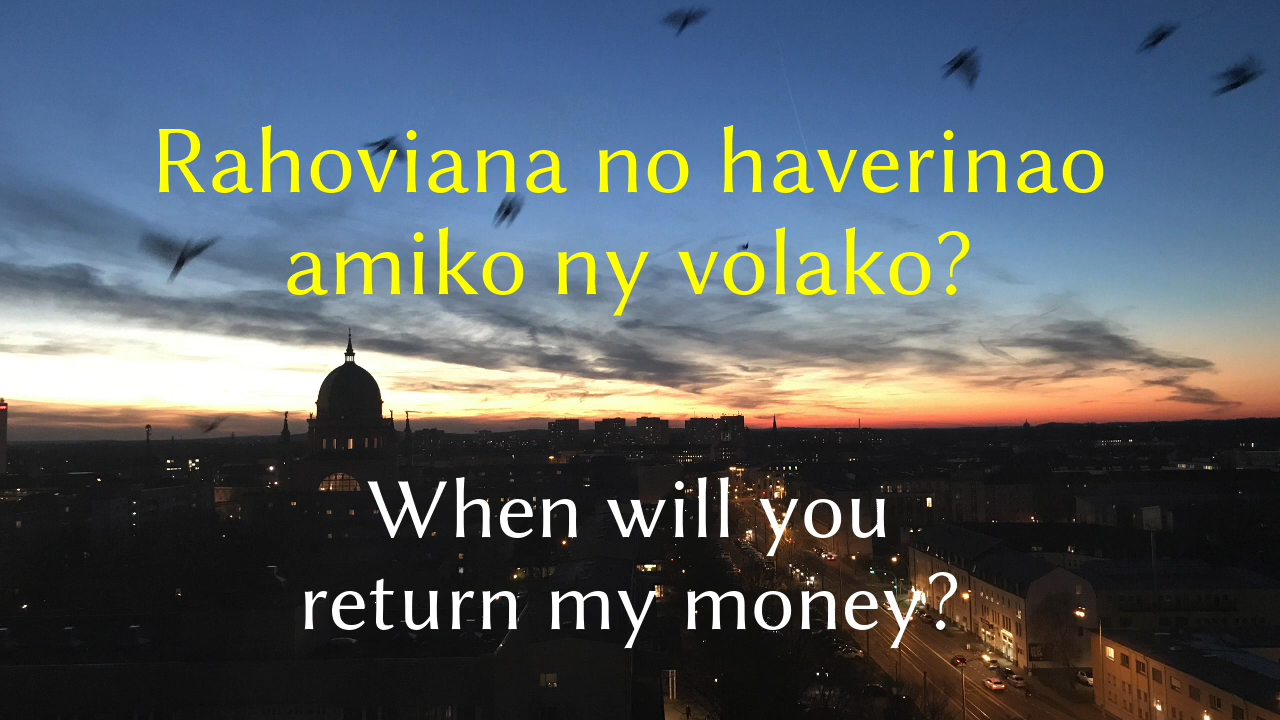 Rahoviana no haverinao
amiko ny volako?
When will you
return my money?